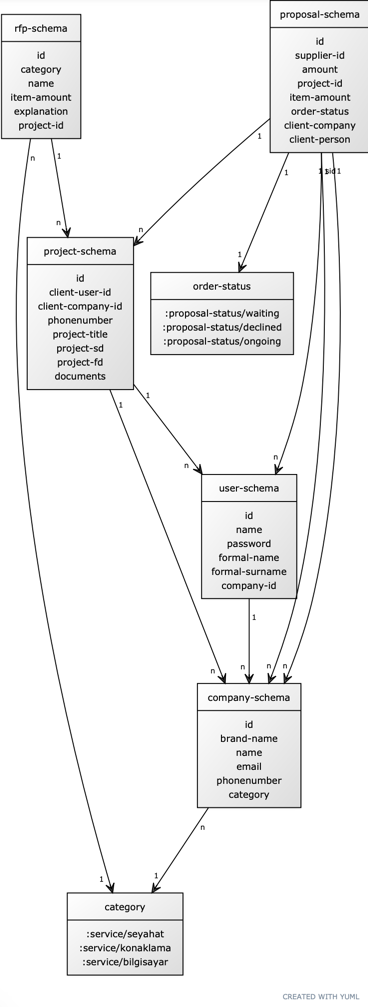 rfp-schema
id
category
name
item-amount
explanation
project-id
proposal-schema
id
supplier-id
amount
project-id
item-amount
order-status
client-company
client-person
n
1
1
1
1
1
n
n
1
project-schema
id
client-user-id
client-company-id
phonenumber
project-title
project-sd
project-fd
documents
order-status
:proposal-status/waiting
:proposal-status/declined
:proposal-status/ongoing
1
1
n
n
user-schema
id
name
password
formal-name
formal-surname
company-id
1
n
n
n
n
company-schema
id
brand-name
name
email
phonenumber
category
n
1
1
category
:service/seyahat
:service/konaklama
:service/bilgisayar
CREATED WITH YUML